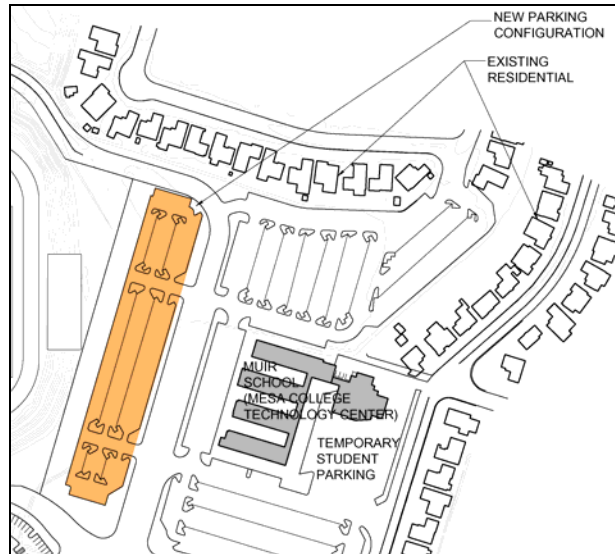 NEW PARKING
CONFIGURATION
EXISTING
RESIDENTIAL
MUIR
SCHOOL
(MESA COLLEGE
TECHNOLOGY CENTER)
TEMPORARY
STUDENT
PARKING